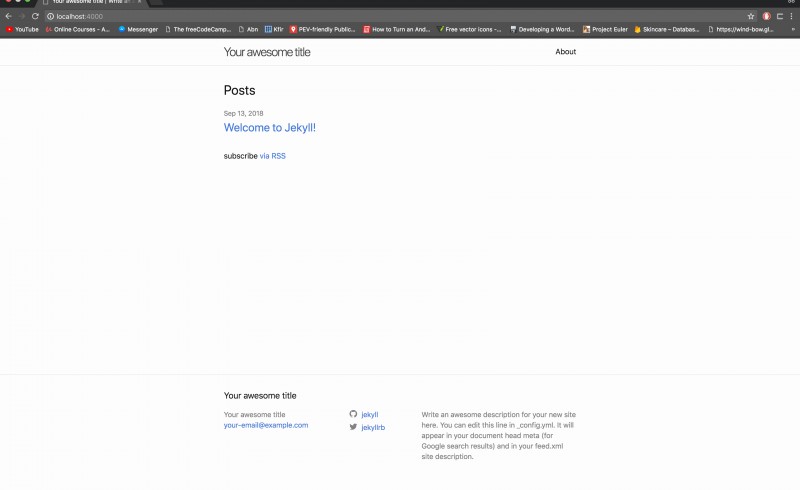 Your awesome title | Write an
localhost:4000
YouTube
Online Courses - A...
Messenger
The freeCodeCamp...
Abn
Kfir
PEV-friendly Public...
How to Turn an And...
Free vector icons -...
Developing a Word...
Project Euler
Skincare – Databas...
https://wind-bow.gl...
»
Your awesome title
About
Posts
Sep 13, 2018
Welcome to Jekyll!
subscribe via RSS
Your awesome title
Your awesome title
your-email@example.com
jekyll
jekyllrb
Write an awesome description for your new site
here. You can edit this line in _config.yml. It will
appear in your document head meta (for
Google search results) and in your feed.xml
site description.